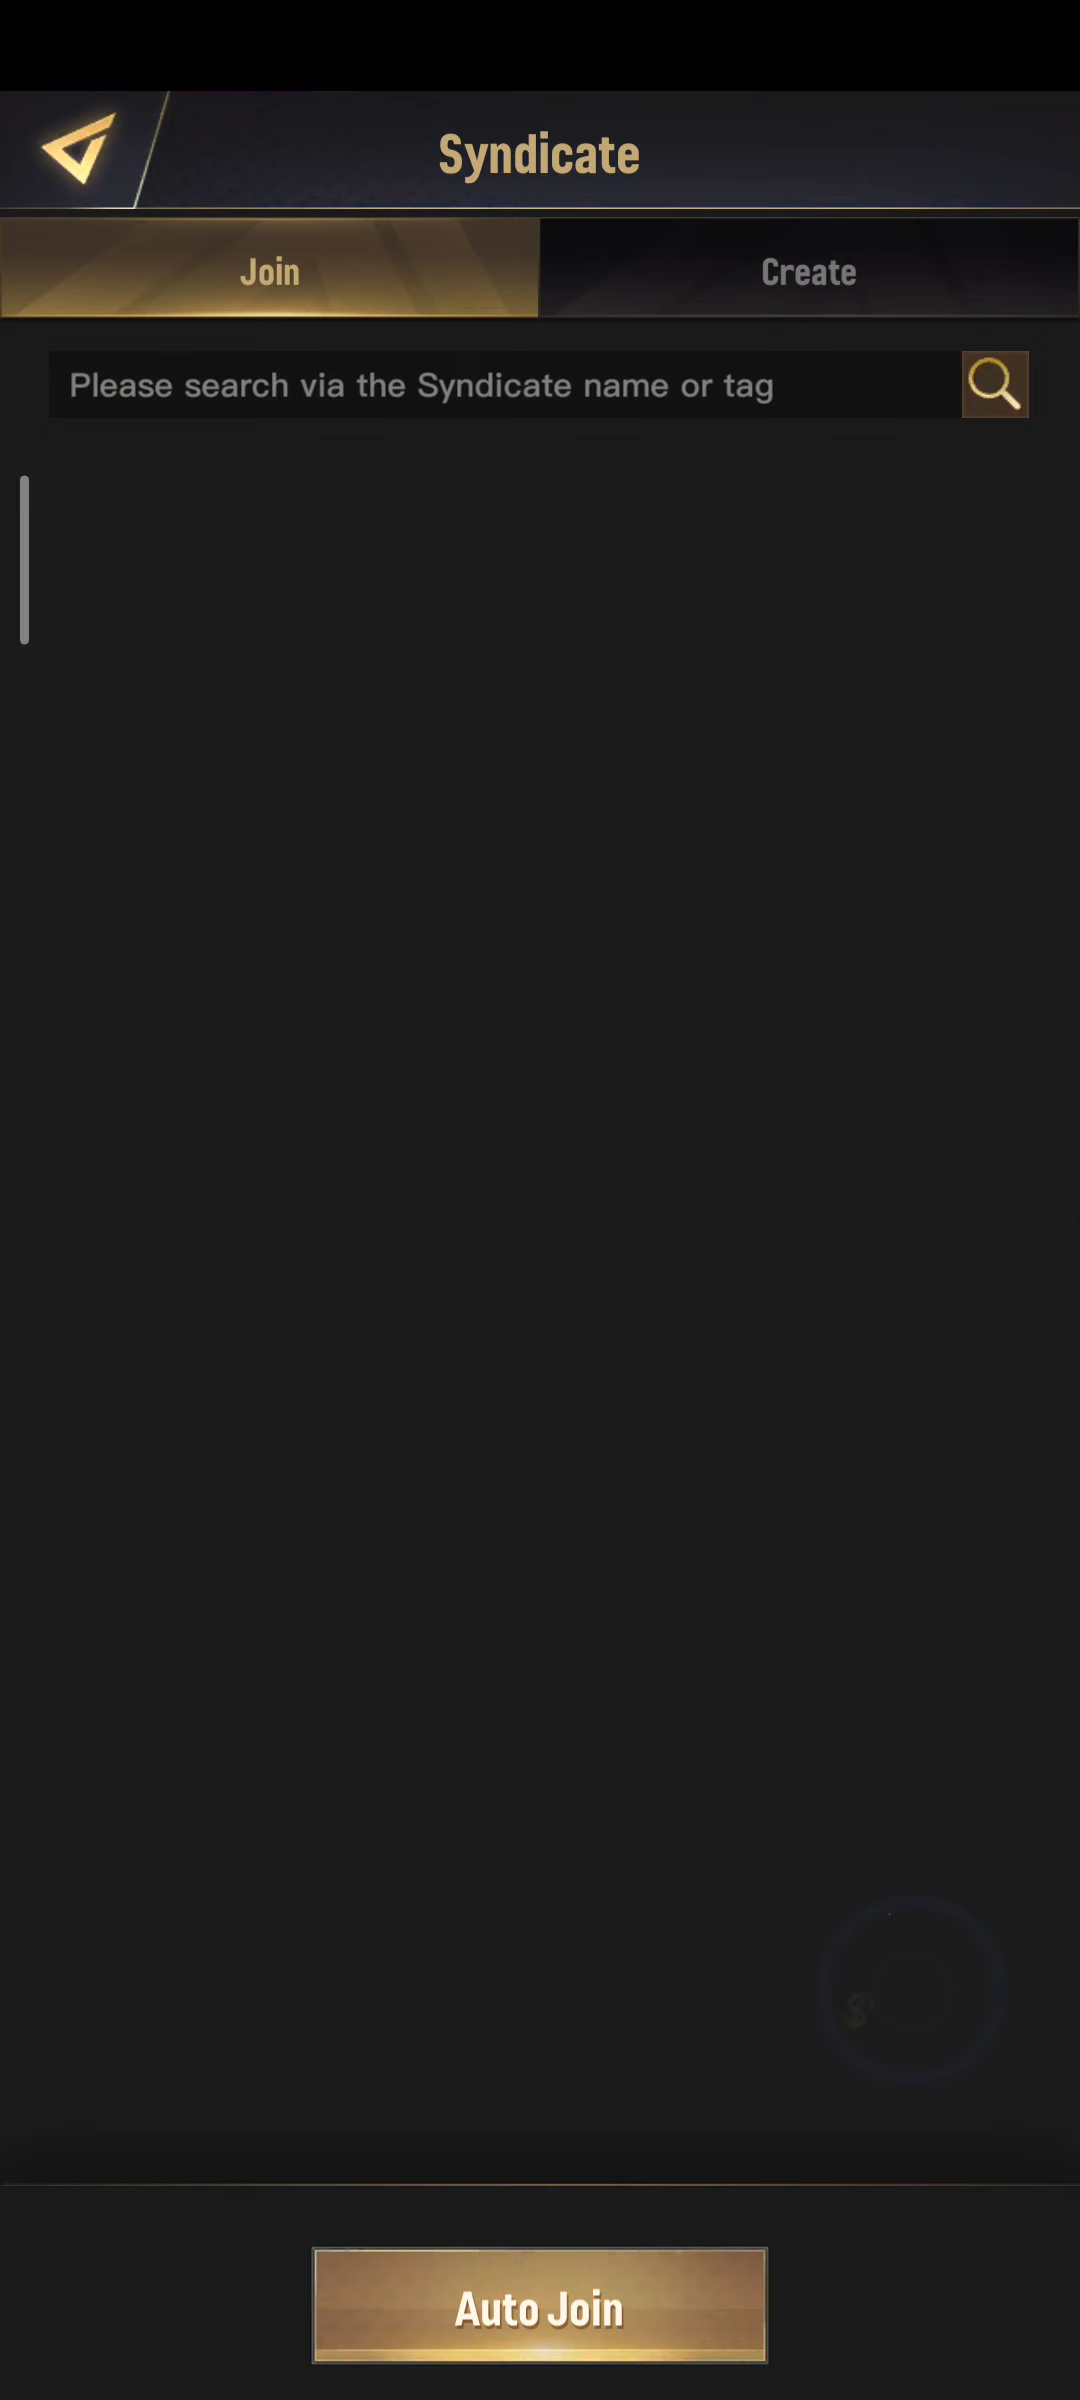 Syndicate
Join
Create
Please search via the Syndicate name or tag
Auto Join